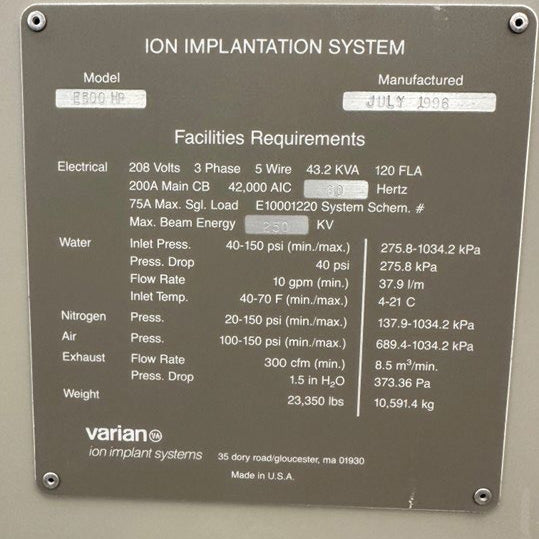 ION IMPLANTATION SYSTEM
Model Manufactured
E500 HP JULY 1996
Facilities Requirements
Electrical 208 Volts 3 Phase 5 Wire 43.2 KVA 120 FLA
200A Main CB 42,000 AIC 60 Hertz
75A Max. Sgl. Load E10001220 System Schem. #
Max. Beam Energy 250 KV
Water Inlet Press. 40-150 psi (min./max.) 275.8-1034.2 kPa
Press. Drop 40 psi 275.8 kPa
Flow Rate 10 gpm (min.) 37.9 l/m
Inlet Temp. 40-70 F (min./max.) 4-21 C
Nitrogen Press. 20-150 psi (min./max.) 137.9-1034.2 kPa
Air Press. 100-150 psi (min./max.) 689.4-1034.2 kPa
Exhaust Flow Rate 300 cfm (min.) 8.5 m³/min.
Press. Drop 1.5 in H₂O 373.36 Pa
Weight 23,350 lbs 10,591.4 kg
varian
ion implant systems 35 dory road/gloucester, ma 01930
Made in U.S.A.